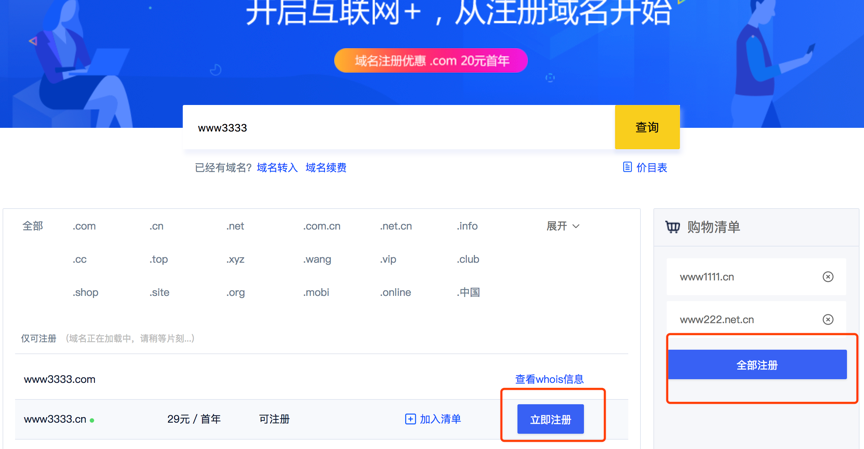 开启互联网+，从注册域名开始
域名注册优惠 .com 20元首年
www3333 查询
已经有域名? 域名转入 域名续费 价目表
全部 .com .cn .net .com.cn .net.cn .info 展开
.cc .top .xyz .wang .vip .club
.shop .site .org .mobi .online .中国
仅可注册 （域名正在加载中，请稍等片刻...）
www3333.com 查看whois信息
www3333.cn 29元 / 首年 可注册 加入清单 立即注册
购物清单
www1111.cn
www222.net.cn
全部注册